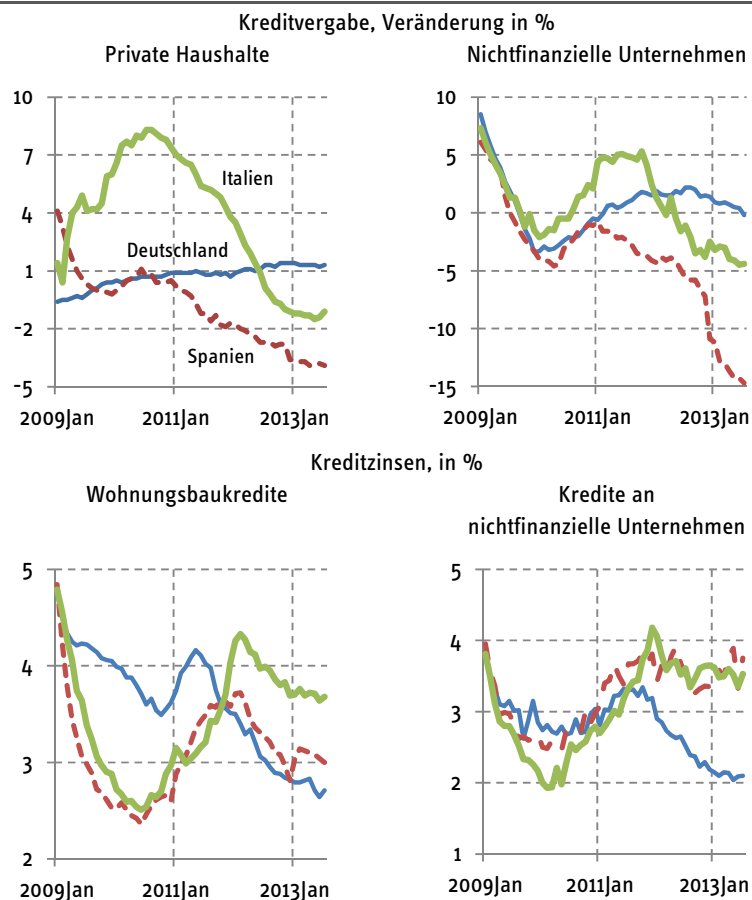 Kreditvergabe, Veränderung in %
Private Haushalte
10
7
4
1
-2
-5
Italien
Deutschland
Spanien
2009Jan 2011Jan 2013Jan
Nichtfinanzielle Unternehmen
10
5
0
-5
-10
-15
2009Jan 2011Jan 2013Jan
Kreditzinsen, in %
Wohnungsbaukredite
5
4
3
2
2009Jan 2011Jan 2013Jan
Kredite an
nichtfinanzielle Unternehmen
5
4
3
2
1
2009Jan 2011Jan 2013Jan